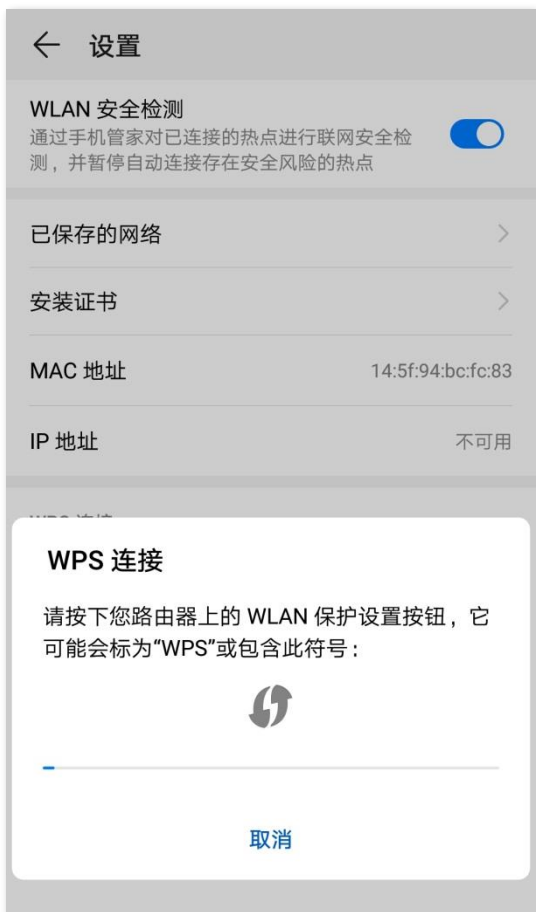 设置
WLAN 安全检测
通过手机管家对已连接的热点进行联网安全检
测，并暂停自动连接存在安全风险的热点
已保存的网络
安装证书
MAC 地址 14:5f:94:bc:fc:83
IP 地址 不可用
WPS 连接
WPS 连接
请按下您路由器上的 WLAN 保护设置按钮，它
可能会标为“WPS”或包含此符号：
取消